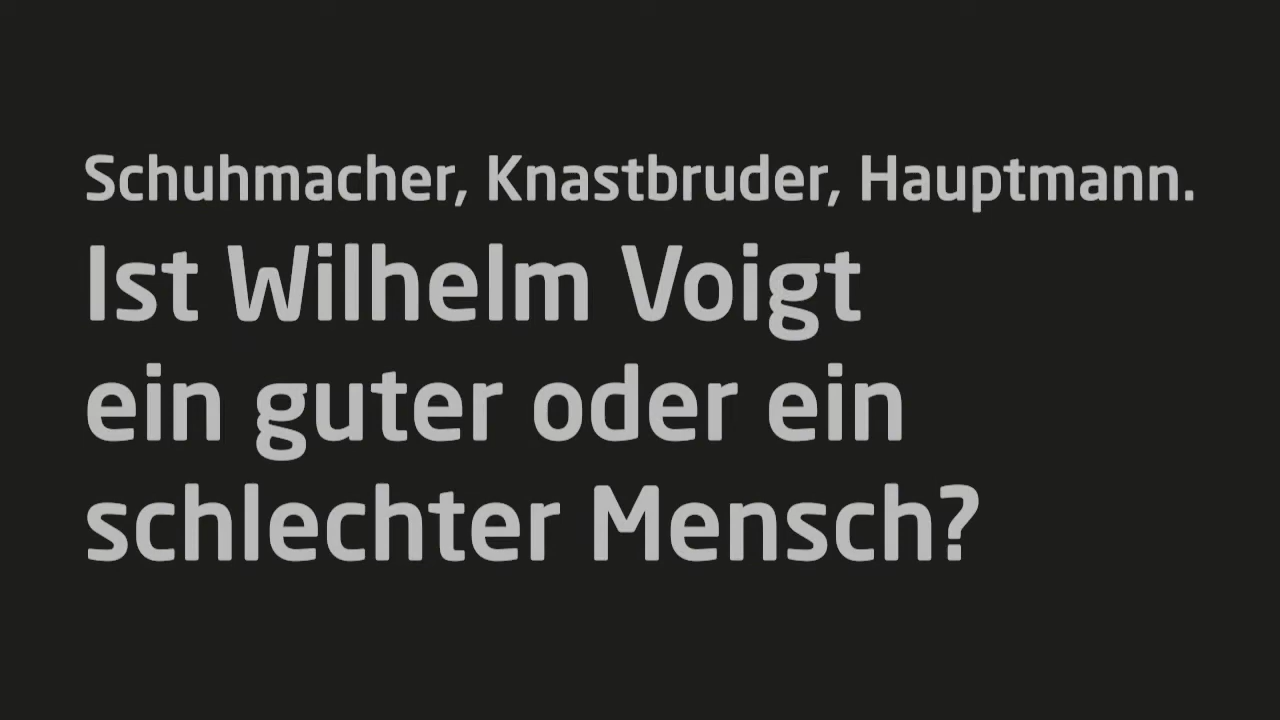 Schuhmacher, Knastbruder, Hauptmann.
Ist Wilhelm Voigt
ein guter oder ein
schlechter Mensch?